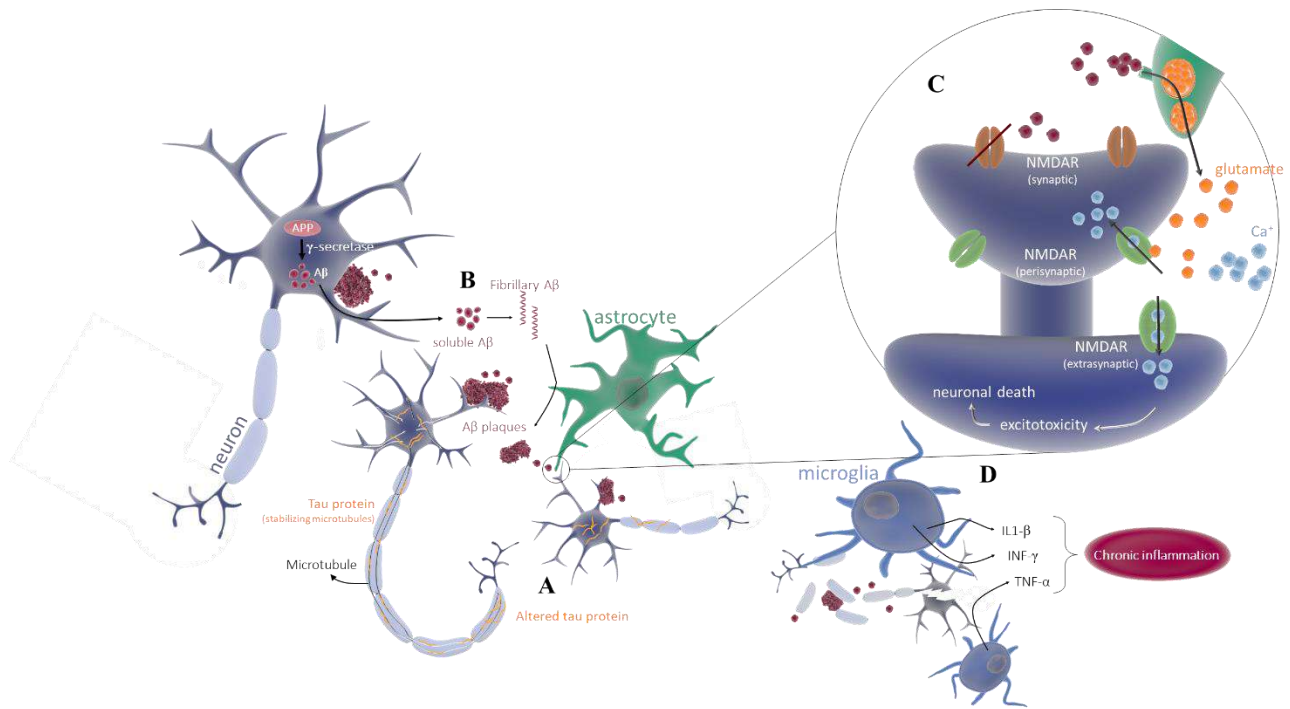 C
NMDAR
(synaptic)
glutamate
Ca⁺
NMDAR
(perisynaptic)
NMDAR
(extrasynaptic)
neuronal death
excitotoxicity
APP
γ-secretase
Aβ
B
Fibrillary Aβ
soluble Aβ
astrocyte
Aβ plaques
neuron
Tau protein
(stabilizing microtubules)
Microtubule
A
Altered tau protein
microglia
D
IL1-β
INF-γ
TNF-α
Chronic inflammation